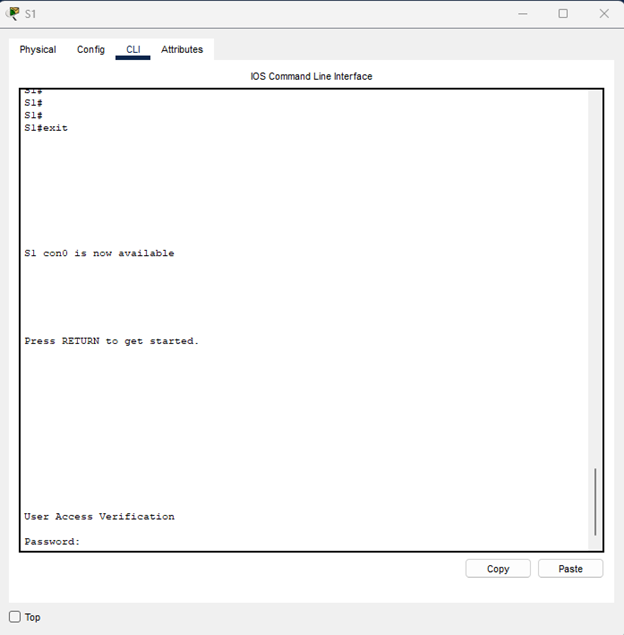 S1
Physical Config CLI Attributes
IOS Command Line Interface
S1#
S1#
S1#
S1#exit
S1 con0 is now available
Press RETURN to get started.
User Access Verification
Password:
Copy Paste
Top